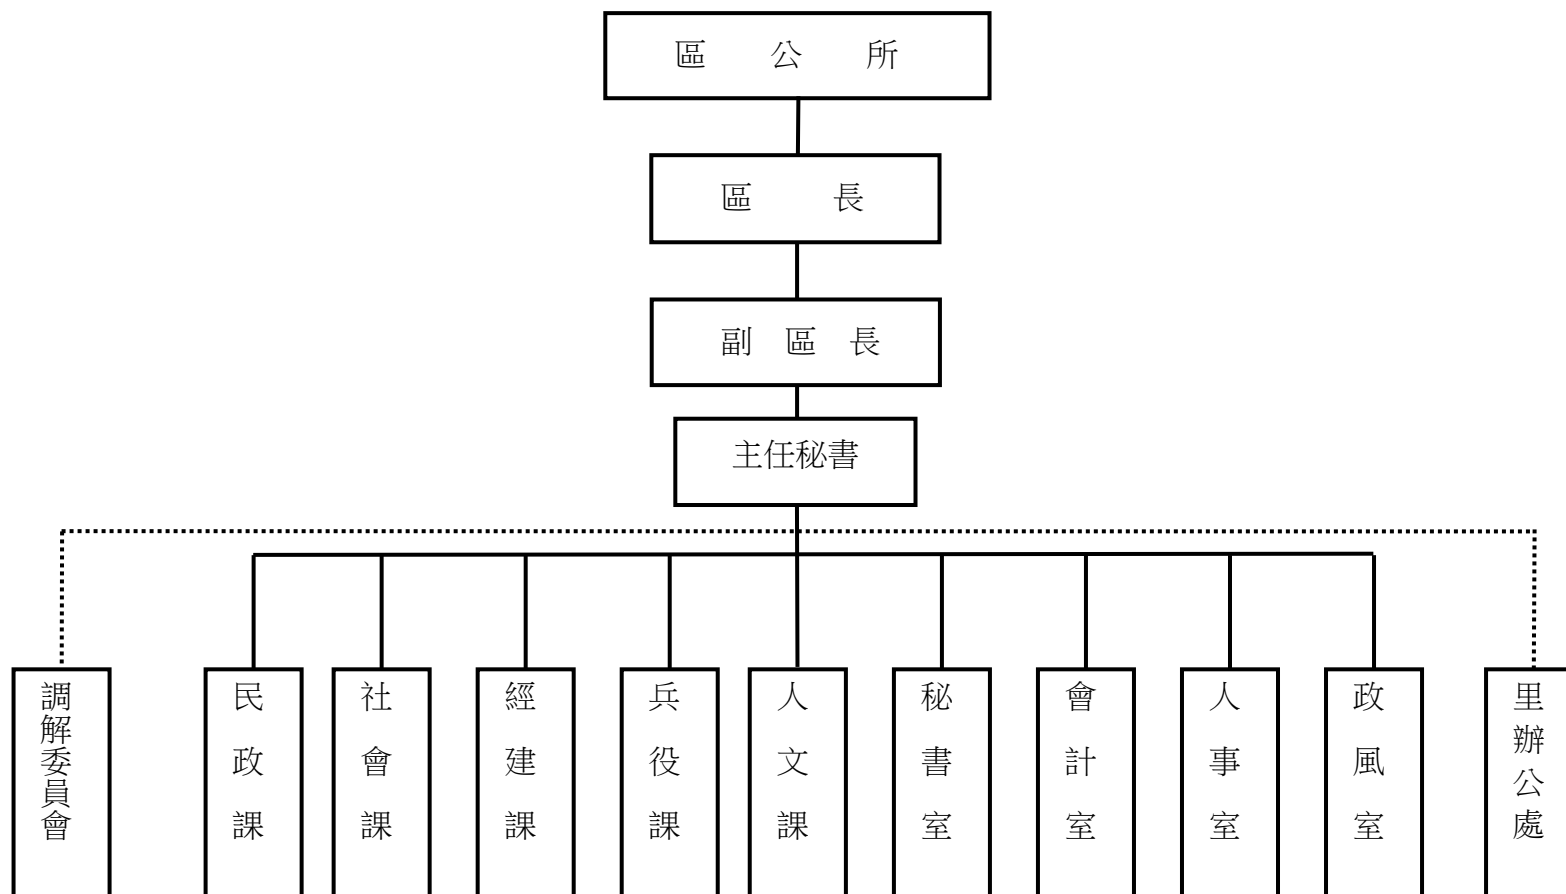 區公所
區長
副區長
主任秘書
調解委員會
民政課
社會課
經建課
兵役課
人文課
秘書室
會計室
人事室
政風室
里辦公處